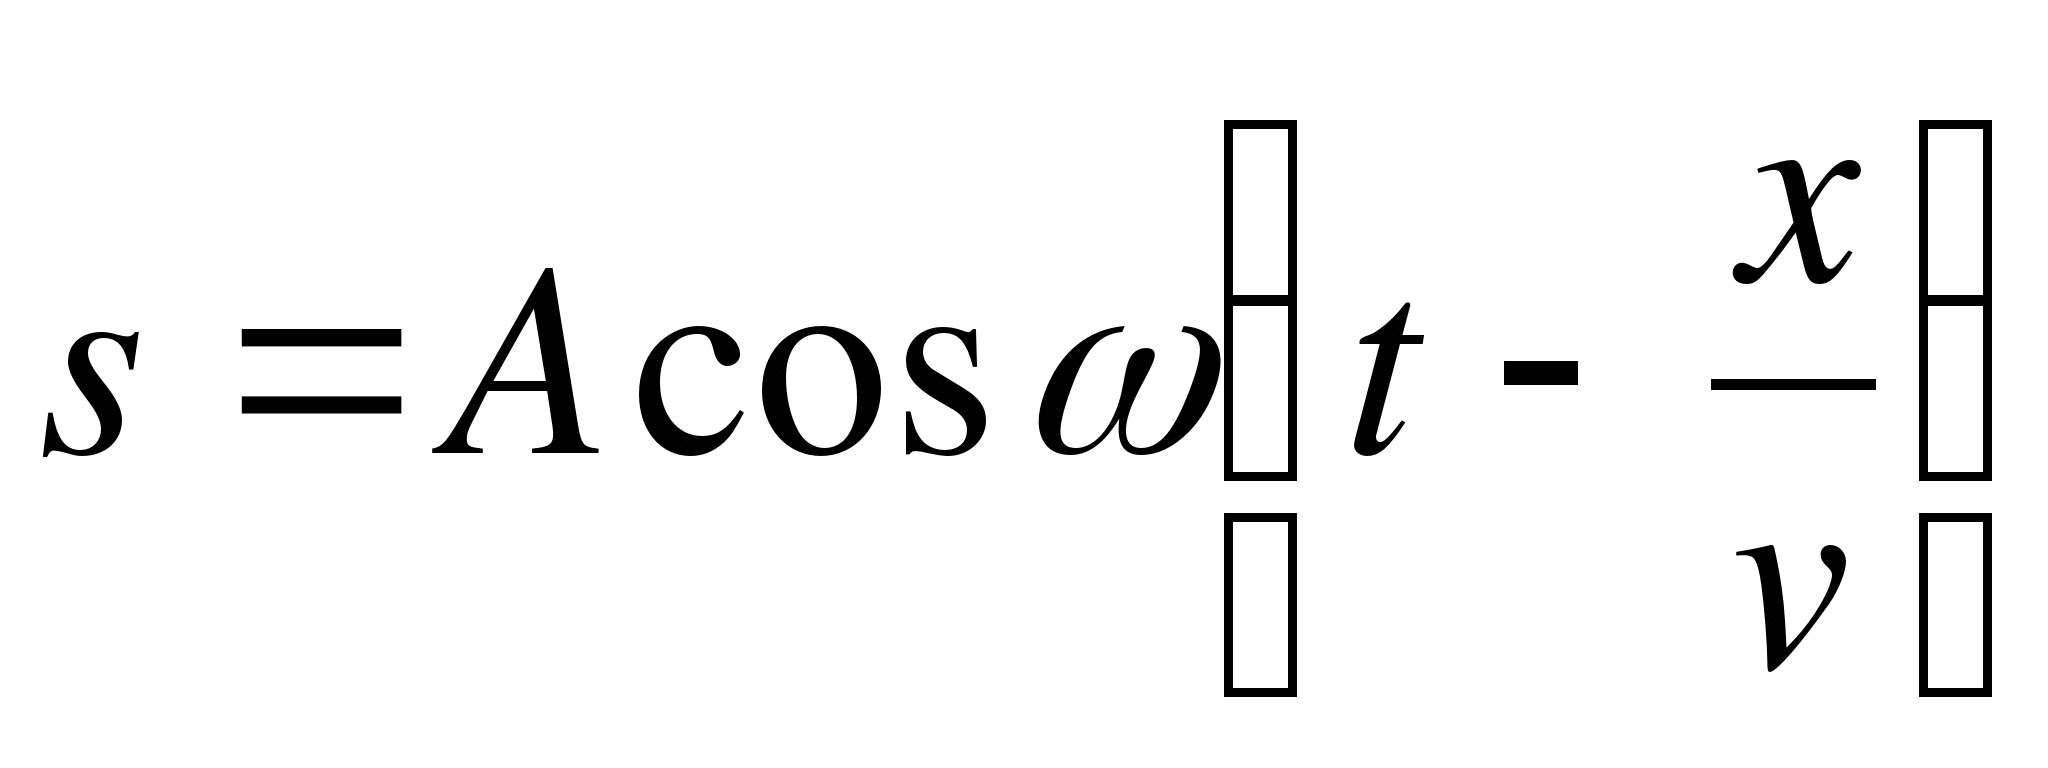 s = A cos ω( t - x/v )